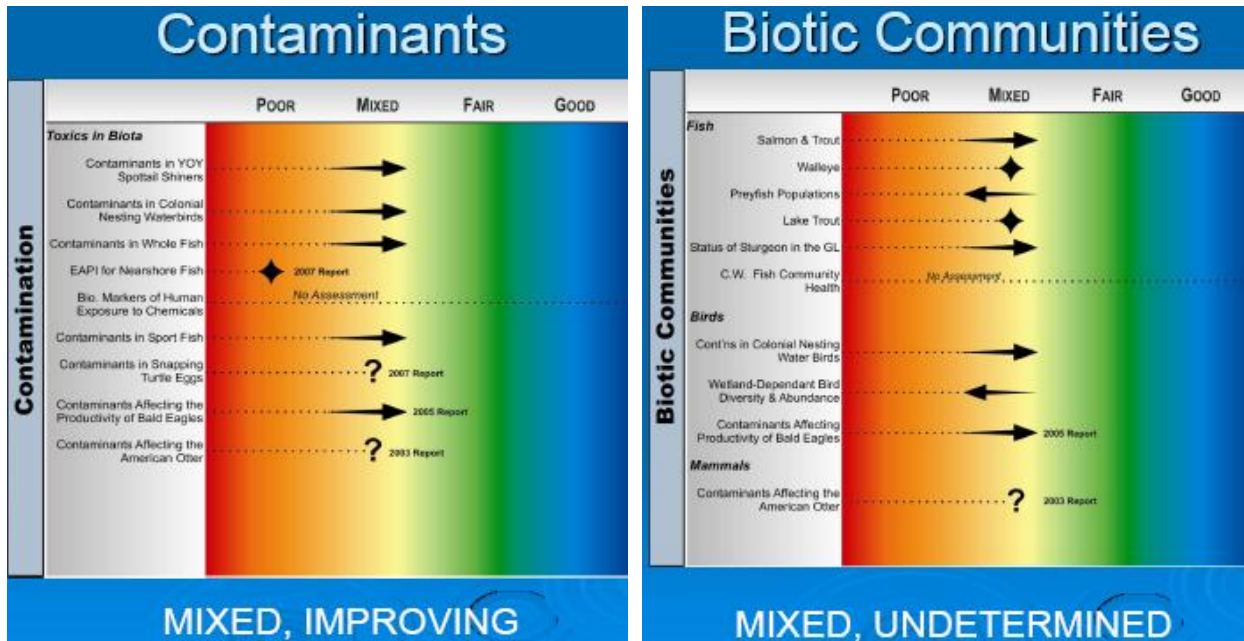 Contaminants
Contamination
POOR MIXED FAIR GOOD
Toxics in Biota
Contaminants in YOY
Spottail Shiners
Contaminants in Colonial
Nesting Waterbirds
Contaminants in Whole Fish
EAPI for Nearshore Fish
2007 Report
Bio. Markers of Human
Exposure to Chemicals
No Assessment
Contaminants in Sport Fish
Contaminants in Snapping
Turtle Eggs
? 2007 Report
Contaminants Affecting the
Productivity of Bald Eagles
2005 Report
Contaminants Affecting the
American Otter
? 2003 Report
MIXED, IMPROVING
Biotic Communities
Biotic Communities
POOR MIXED FAIR GOOD
Fish
Salmon & Trout
Walleye
Preyfish Populations
Lake Trout
Status of Sturgeon in the GL
C.W. Fish Community
Health
No Assessment
Birds
Cont'ns in Colonial Nesting
Water Birds
Wetland-Dependant Bird
Diversity & Abundance
Contaminants Affecting
Productivity of Bald Eagles
2005 Report
Mammals
Contaminants Affecting the
American Otter
? 2003 Report
MIXED, UNDETERMINED